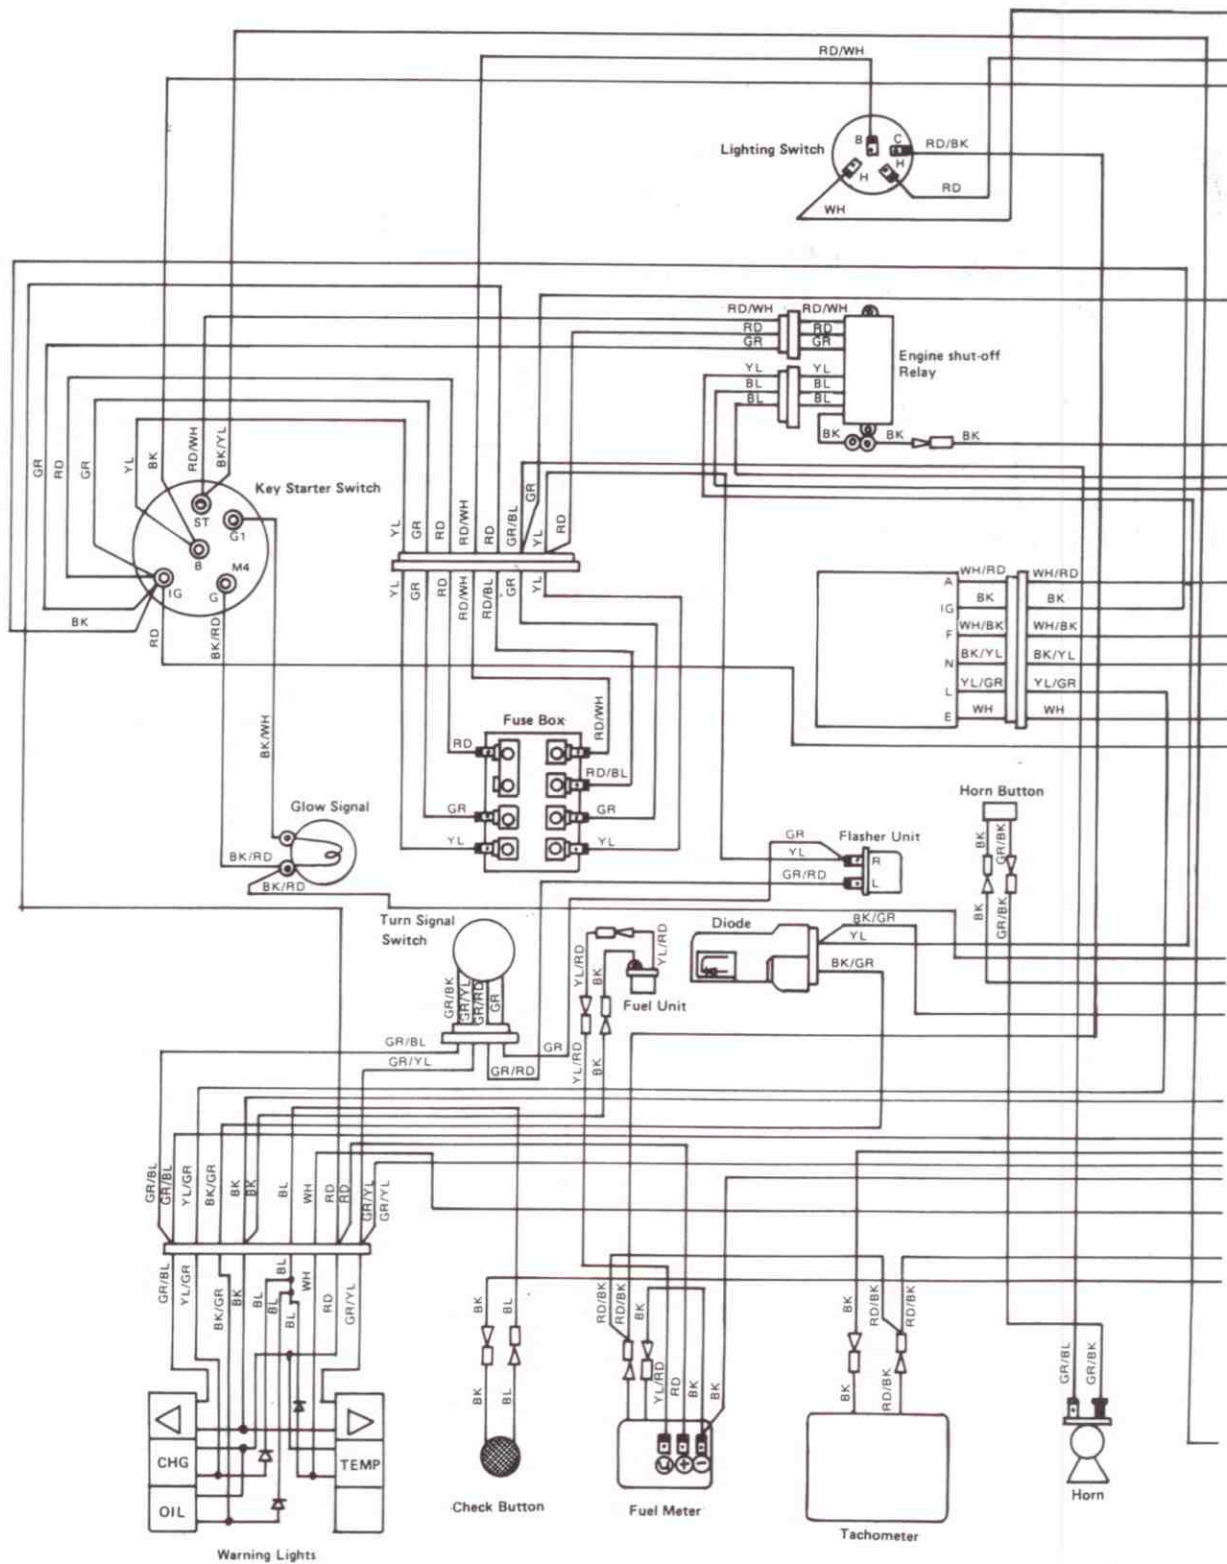 RD/WH
B
C
RD/BK
Lighting Switch
H
H
RD
WH
RD/WH
RD/WH
RD
RD
GR
GR
Engine shut-off
Relay
YL
YL
BL
BL
BL
BL
BK
BK
BK
GR
RD
GR
YL
BK
RD/WH
BK/YL
Key Starter Switch
ST
G1
B
M4
IG
G
BK
RD
BK/RD
YL
GR
RD
RD/WH
RD
GR/BL
GR
YL
RD
YL
GR
RD
RD/WH
RD/BL
GR
YL
A
WH/RD
WH/RD
IG
BK
BK
F
WH/BK
WH/BK
N
BK/YL
BK/YL
L
YL/GR
YL/GR
E
WH
WH
BK/WH
Fuse Box
RD
RD/WH
RD/BL
GR
GR
YL
YL
Glow Signal
BK/RD
BK/RD
Horn Button
BK
GR/BK
BK
GR/BK
GR
Flasher Unit
YL
R
GR/RD
L
Turn Signal
Switch
GR/BK
GR/YL
GR/RD
GR
Diode
BK/GR
YL
BK/GR
YL/RD
YL/RD
BK
Fuel Unit
YL/RD
BK
GR/BL
GR
GR/YL
GR/RD
GR/BL
GR/BL
YL/GR
BK/GR
BK
BK
BL
WH
RD
RD
GR/YL
GR/YL
GR/BL
YL/GR
BK/GR
BK
BL
BL
BL
BL
WH
RD
GR/YL
BK
BL
BK
BL
RD/BK
RD/BK
BK
YL/RD
RD
BK
BK
BK
RD/BK
RD/BK
BK
RD/BK
GR/BL
GR/BK
CHG
TEMP
OIL
+
−
Check Button
Fuel Meter
Tachometer
Horn
Warning Lights